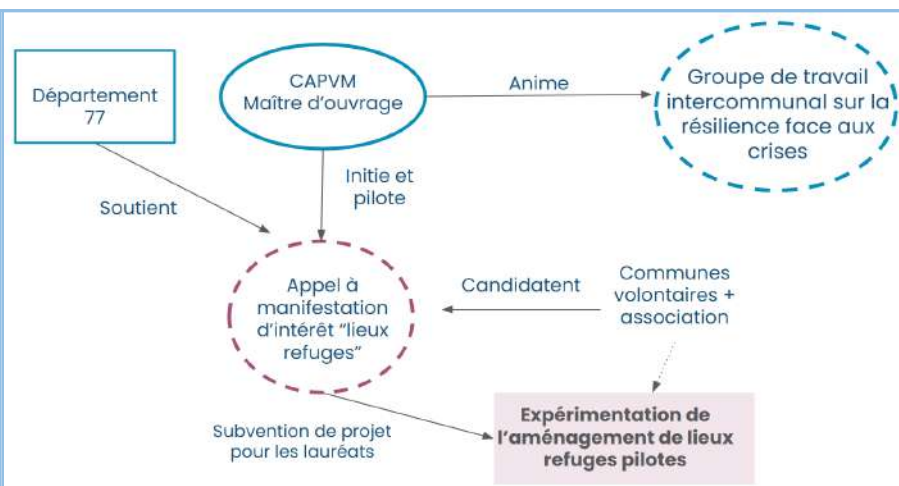 Département
77
CAPVM
Maître d'ouvrage
Anime
Groupe de travail
intercommunal sur la
résilience face aux
crises
Soutient
Initie et
pilote
Appel à
manifestation
d'intérêt "lieux
refuges"
Candidatent
Communes
volontaires +
association
Subvention de projet
pour les lauréats
Expérimentation de
l'aménagement de lieux
refuges pilotes